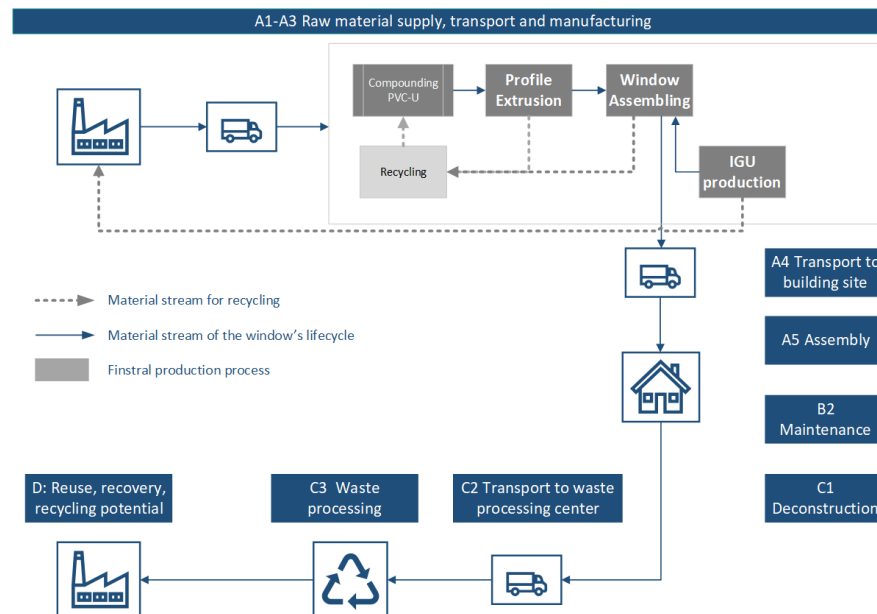 A1-A3 Raw material supply, transport and manufacturing
Compounding
PVC-U
Profile
Extrusion
Window
Assembling
Recycling
IGU
production
A4 Transport to
building site
Material stream for recycling
Material stream of the window's lifecycle
A5 Assembly
Finstral production process
B2
Maintenance
D: Reuse, recovery,
recycling potential
C3 Waste
processing
C2 Transport to waste
processing center
C1
Deconstruction